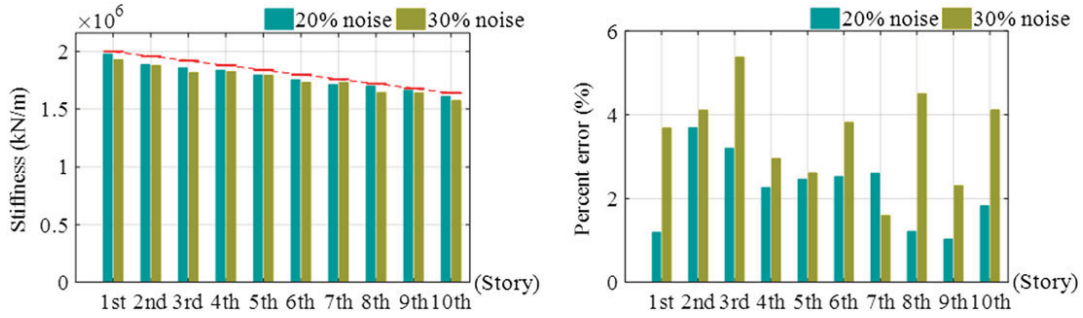 ×10⁶
20% noise 30% noise
2
1.5
1
0.5
0
Stiffness (kN/m)
1st 2nd 3rd 4th 5th 6th 7th 8th 9th 10th
(Story)
20% noise 30% noise
6
4
2
0
Percent error (%)
1st 2nd 3rd 4th 5th 6th 7th 8th 9th 10th
(Story)